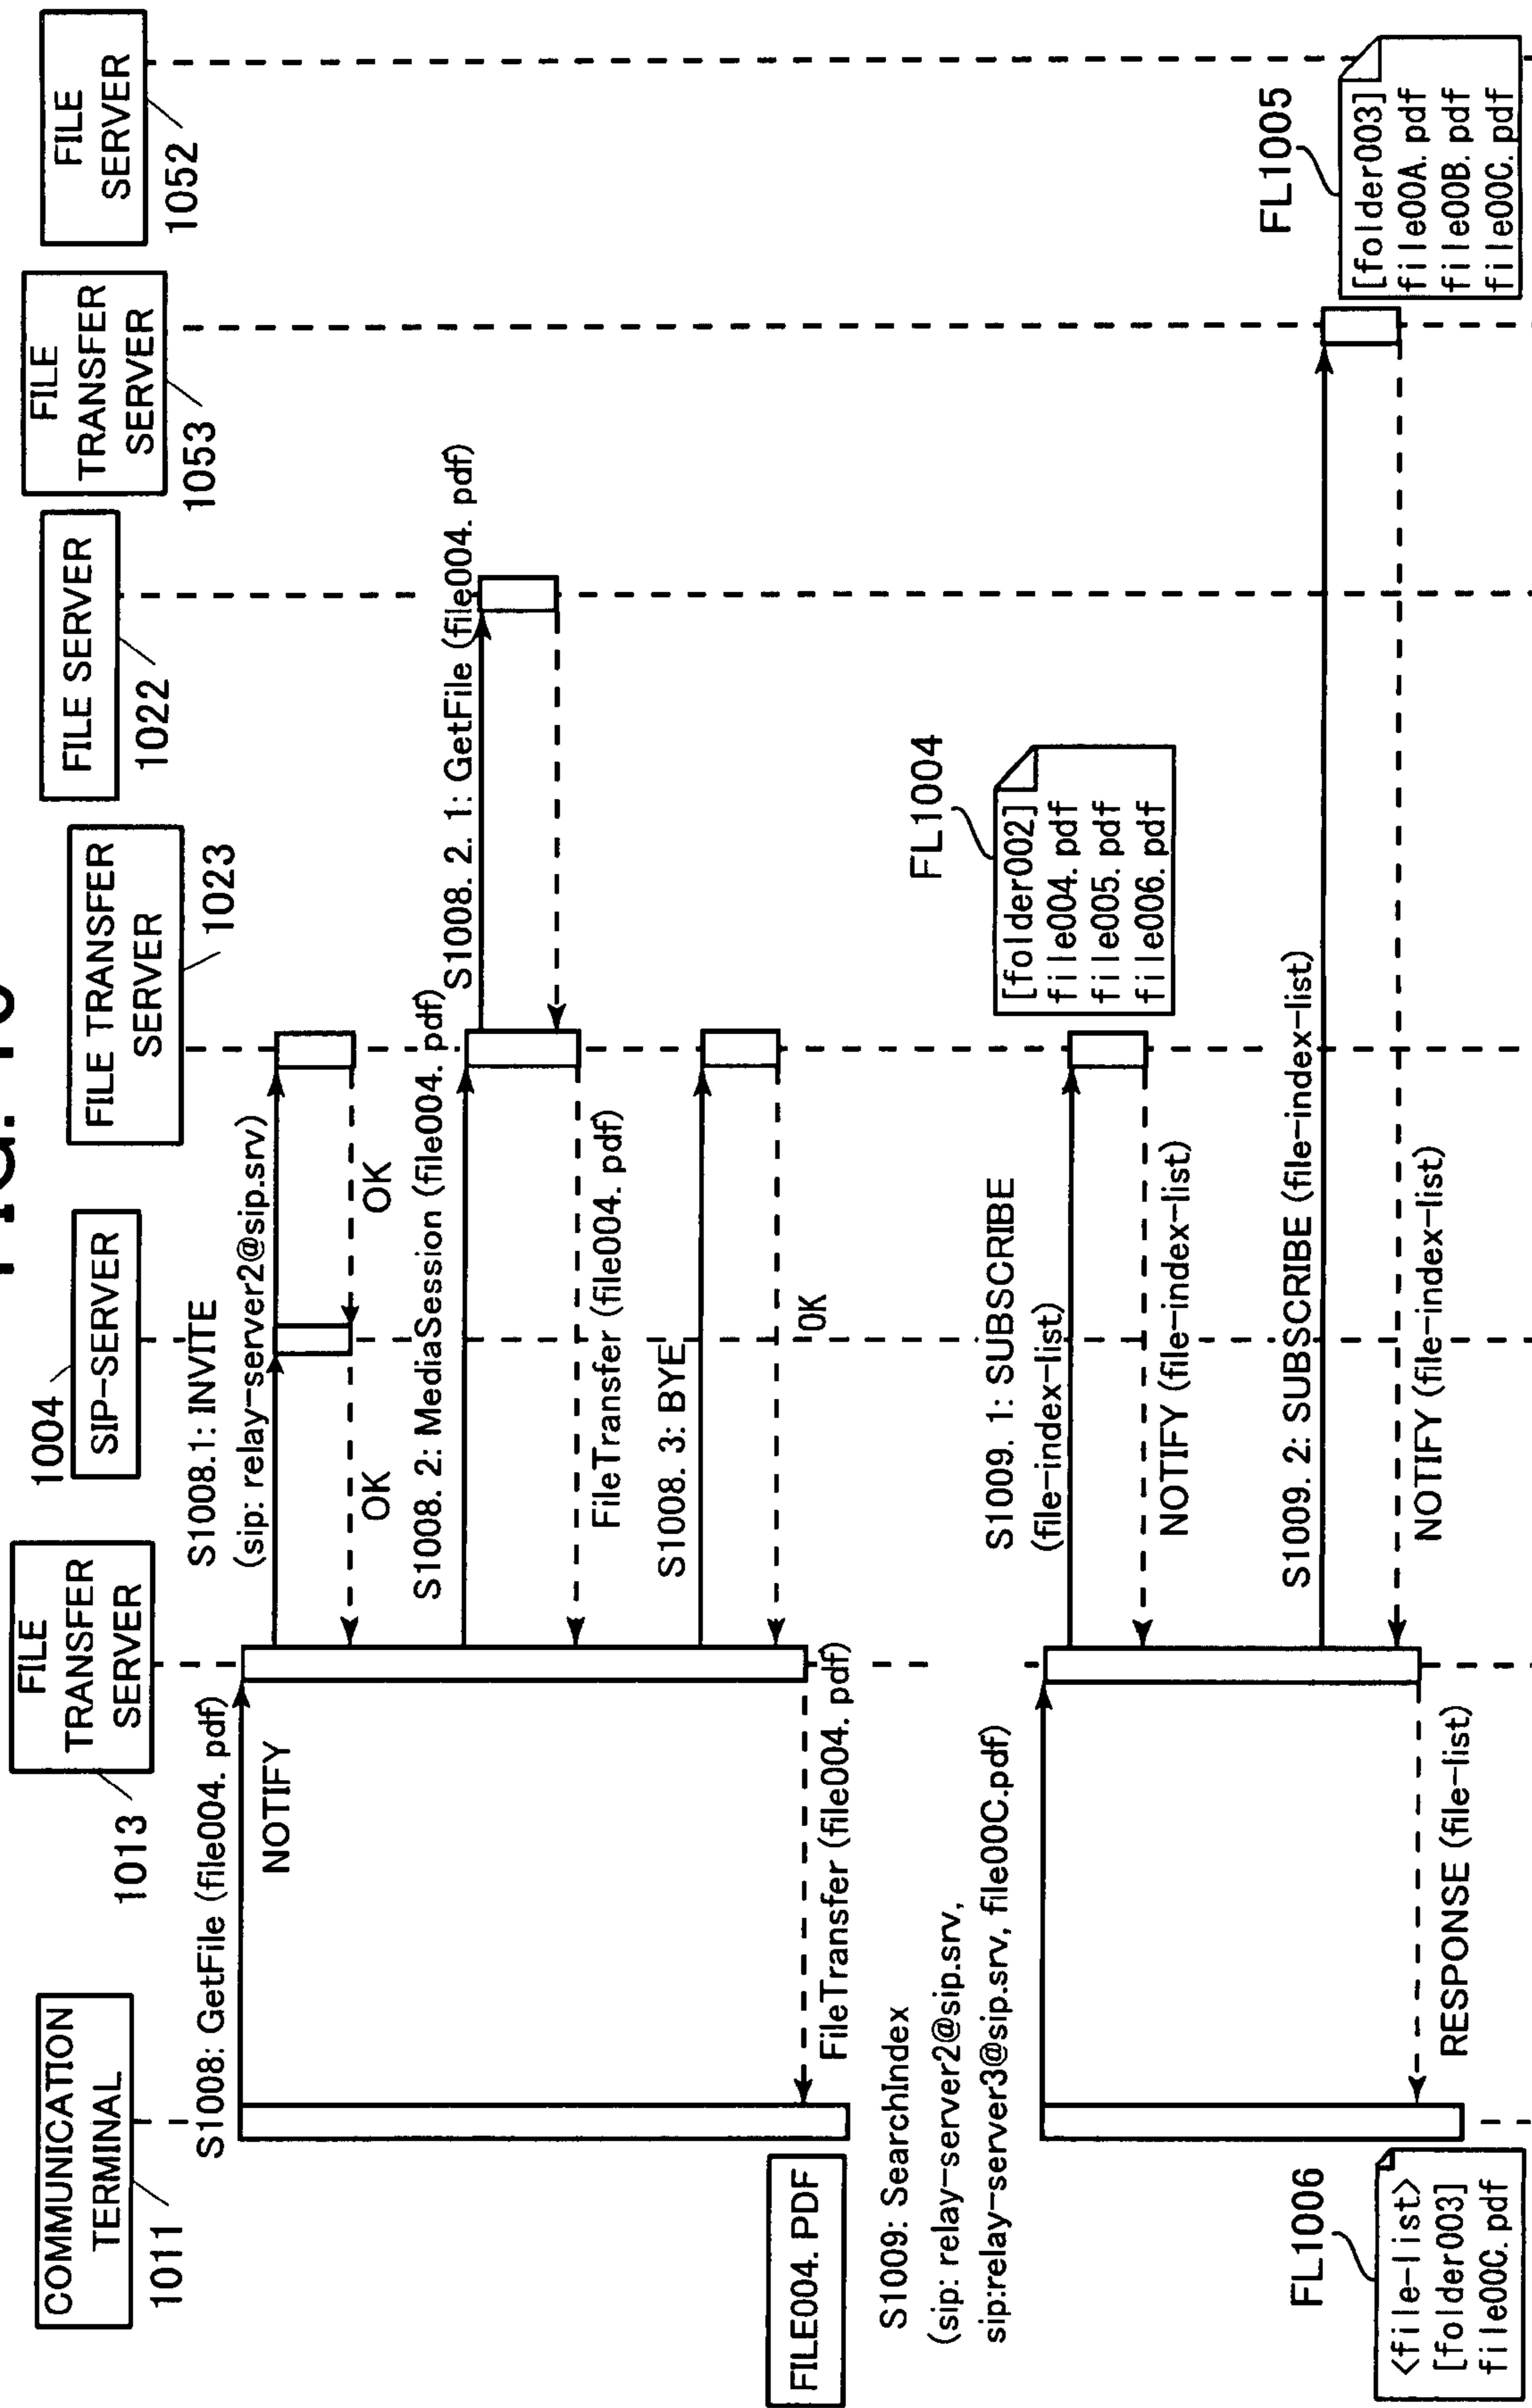 COMMUNICATION
TERMINAL
1011
FILE
TRANSFER
SERVER
1013
1004
SIP-SERVER
FILE TRANSFER
SERVER
1023
FILE SERVER
1022
FILE
TRANSFER
SERVER
1053
FILE
SERVER
1052
S1008: GetFile (file004. pdf)
NOTIFY
S1008.1: INVITE
(sip: relay-server2@sip.srv)
OK
OK
S1008. 2: MediaSession (file004. pdf)
S1008. 2. 1: GetFile (file004. pdf)
FileTransfer (file004. pdf)
S1008. 3: BYE
OK
FileTransfer (file004. pdf)
FILE004. PDF
S1009: SearchIndex
(sip: relay-server2@sip.srv,
sip:relay-server3@sip.srv, file00C.pdf)
S1009. 1: SUBSCRIBE
(file-index-list)
NOTIFY (file-index-list)
FL1004
[folder002]
file004. pdf
file005. pdf
file006. pdf
S1009. 2: SUBSCRIBE (file-index-list)
NOTIFY (file-index-list)
FL1005
[folder003]
file00A. pdf
file00B. pdf
file00C. pdf
RESPONSE (file-list)
FL1006
<file-list>
[folder003]
file00C. pdf